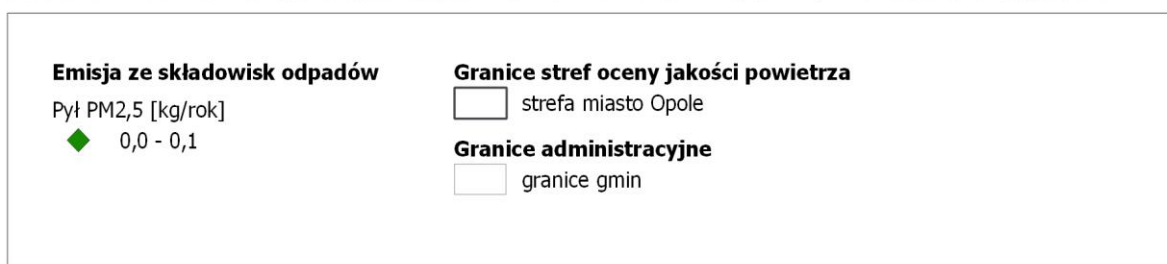 Emisja ze składowisk odpadów
Pył PM2,5 [kg/rok]
0,0 - 0,1
Granice stref oceny jakości powietrza
strefa miasto Opole
Granice administracyjne
granice gmin